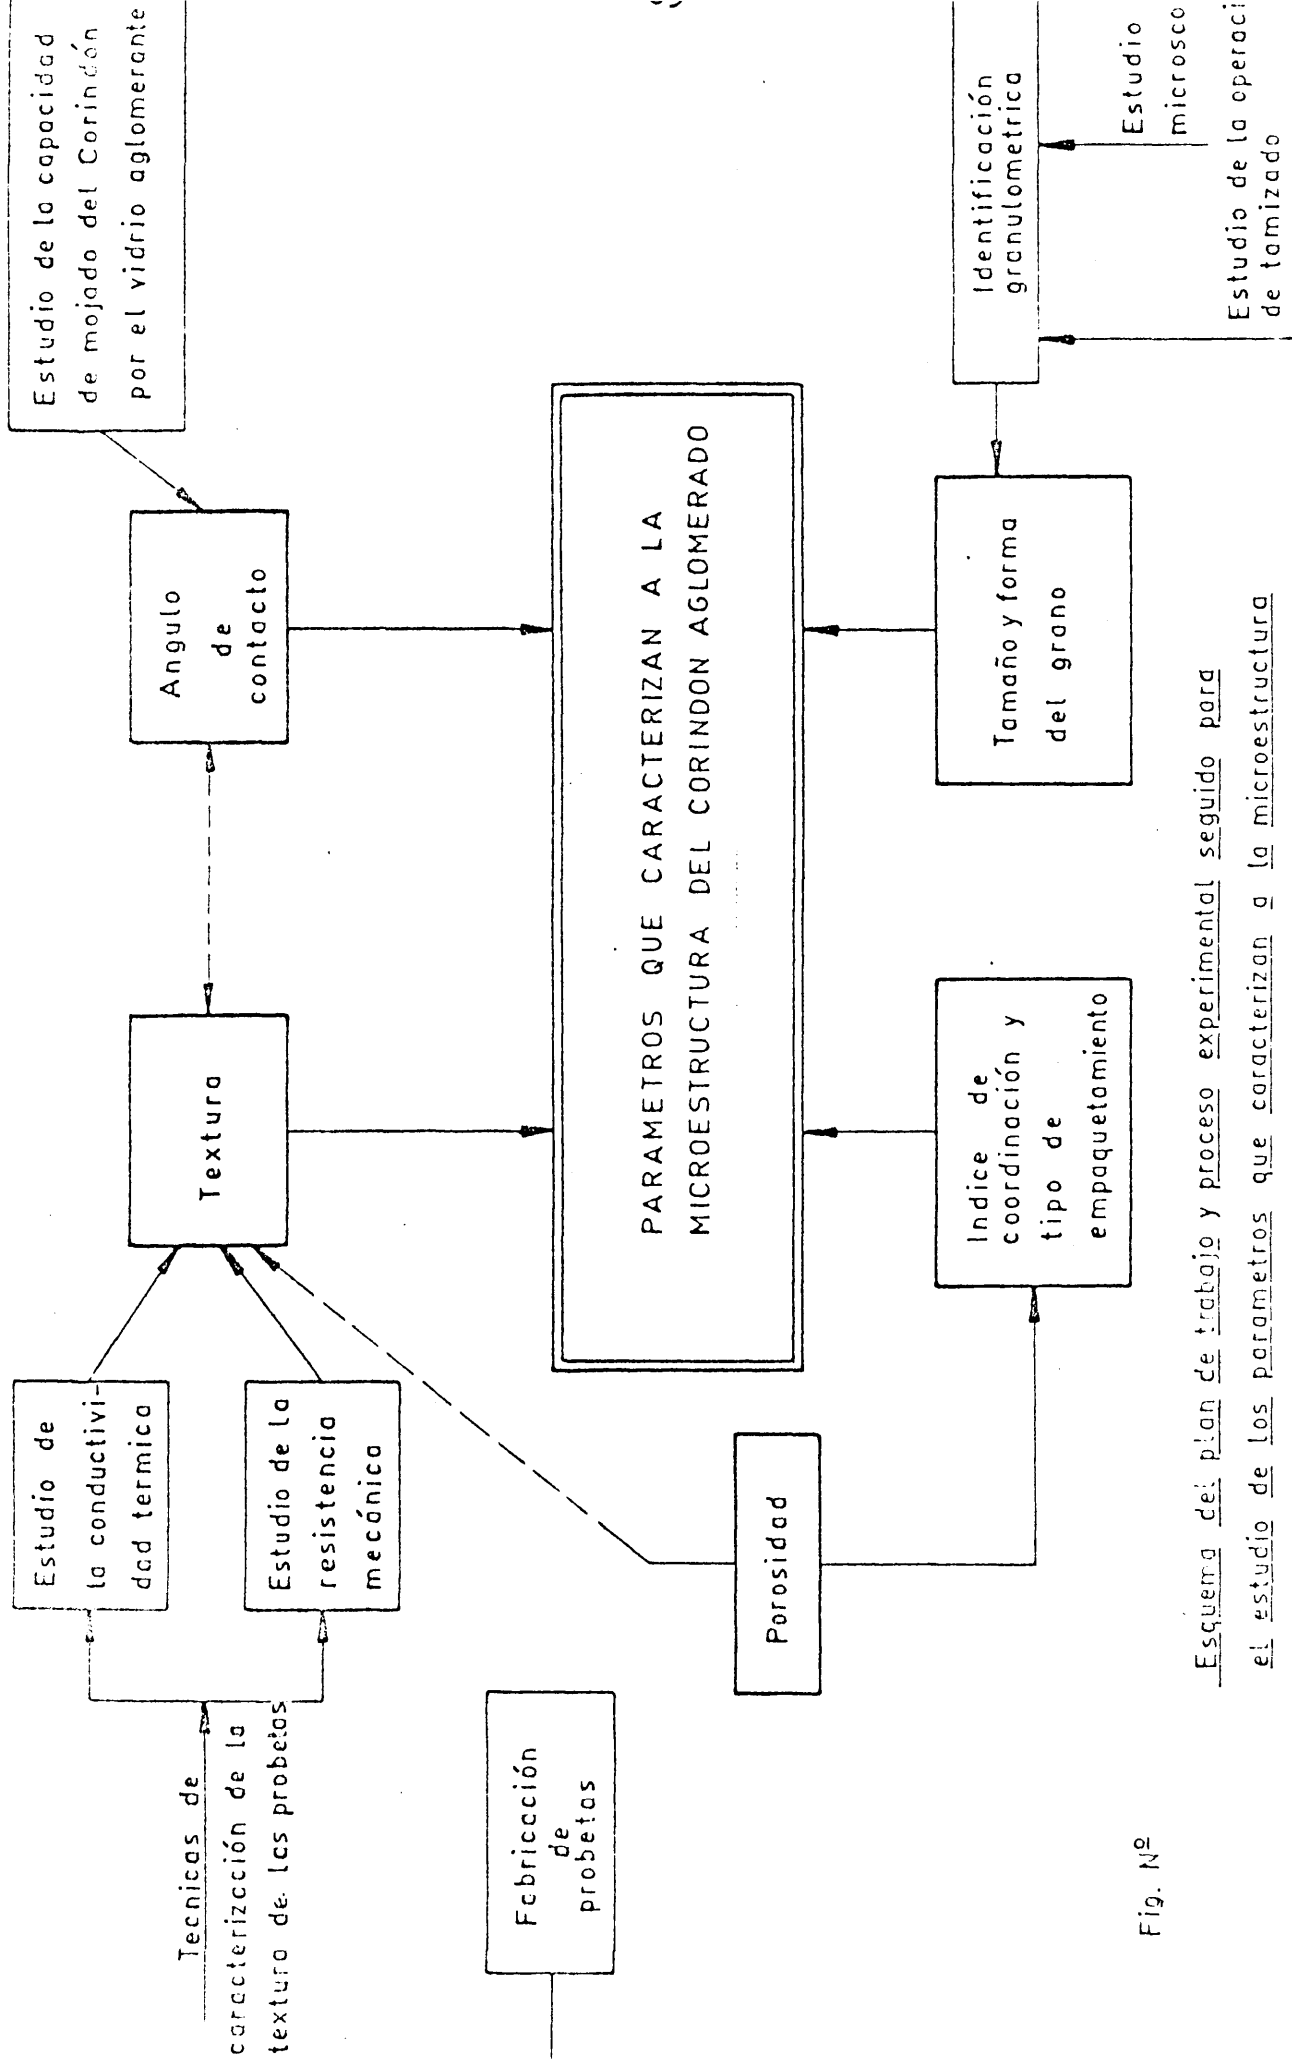 Tecnicas de
caracterización de la
textura de las probetas
Estudio de
la conductivi-
dad termica
Estudio de la
resistencia
mecánica
Textura
Angulo
de
contacto
Estudio de la capacidad
de mojado del Corindón
por el vidrio aglomerante
Fabricación
de
probetas
PARAMETROS QUE CARACTERIZAN A LA
MICROESTRUCTURA DEL CORINDON AGLOMERADO
Porosidad
Indice de
coordinación y
tipo de
empaquetamiento
Tamaño y forma
del grano
Identificación
granulometrica
Estudio
microsco
Estudio de la operaci
de tamizado
Fig. Nº
Esquema del plan de trabajo y proceso experimental seguido para
el estudio de los parametros que caracterizan a la microestructura